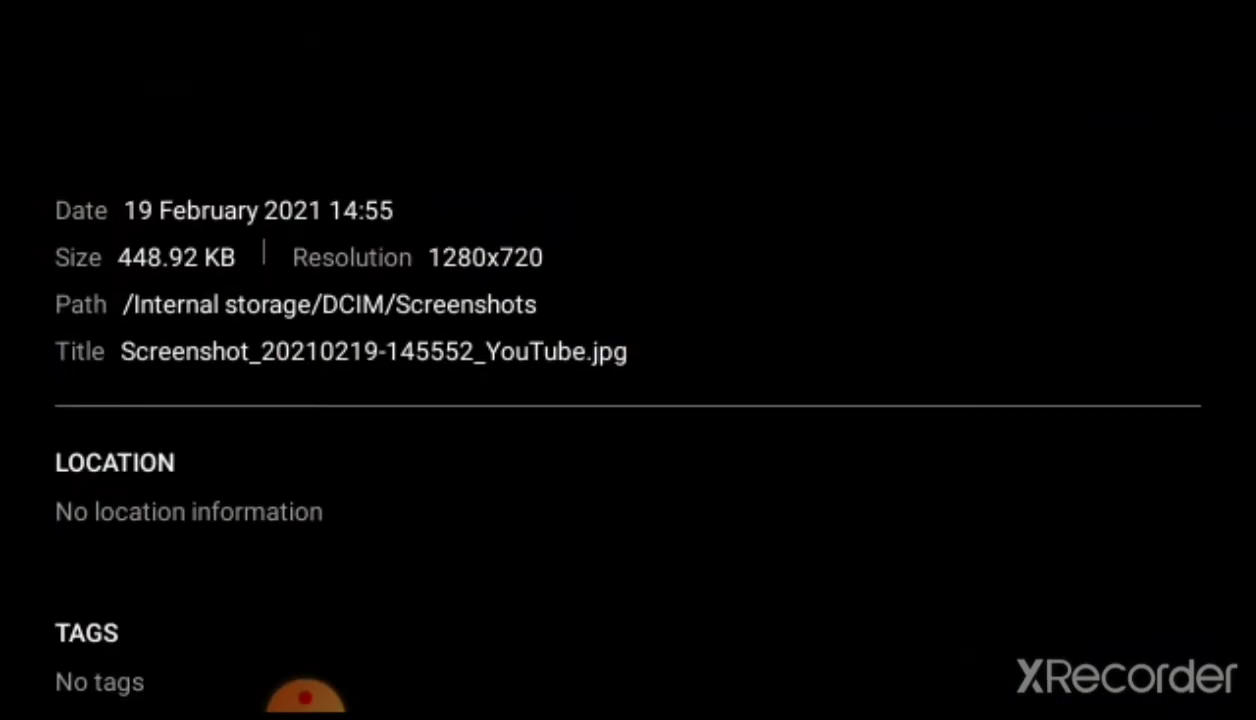 Date 19 February 2021 14:55
Size 448.92 KB | Resolution 1280x720
Path /Internal storage/DCIM/Screenshots
Title Screenshot_20210219-145552_YouTube.jpg
LOCATION
No location information
TAGS
No tags
XRecorder